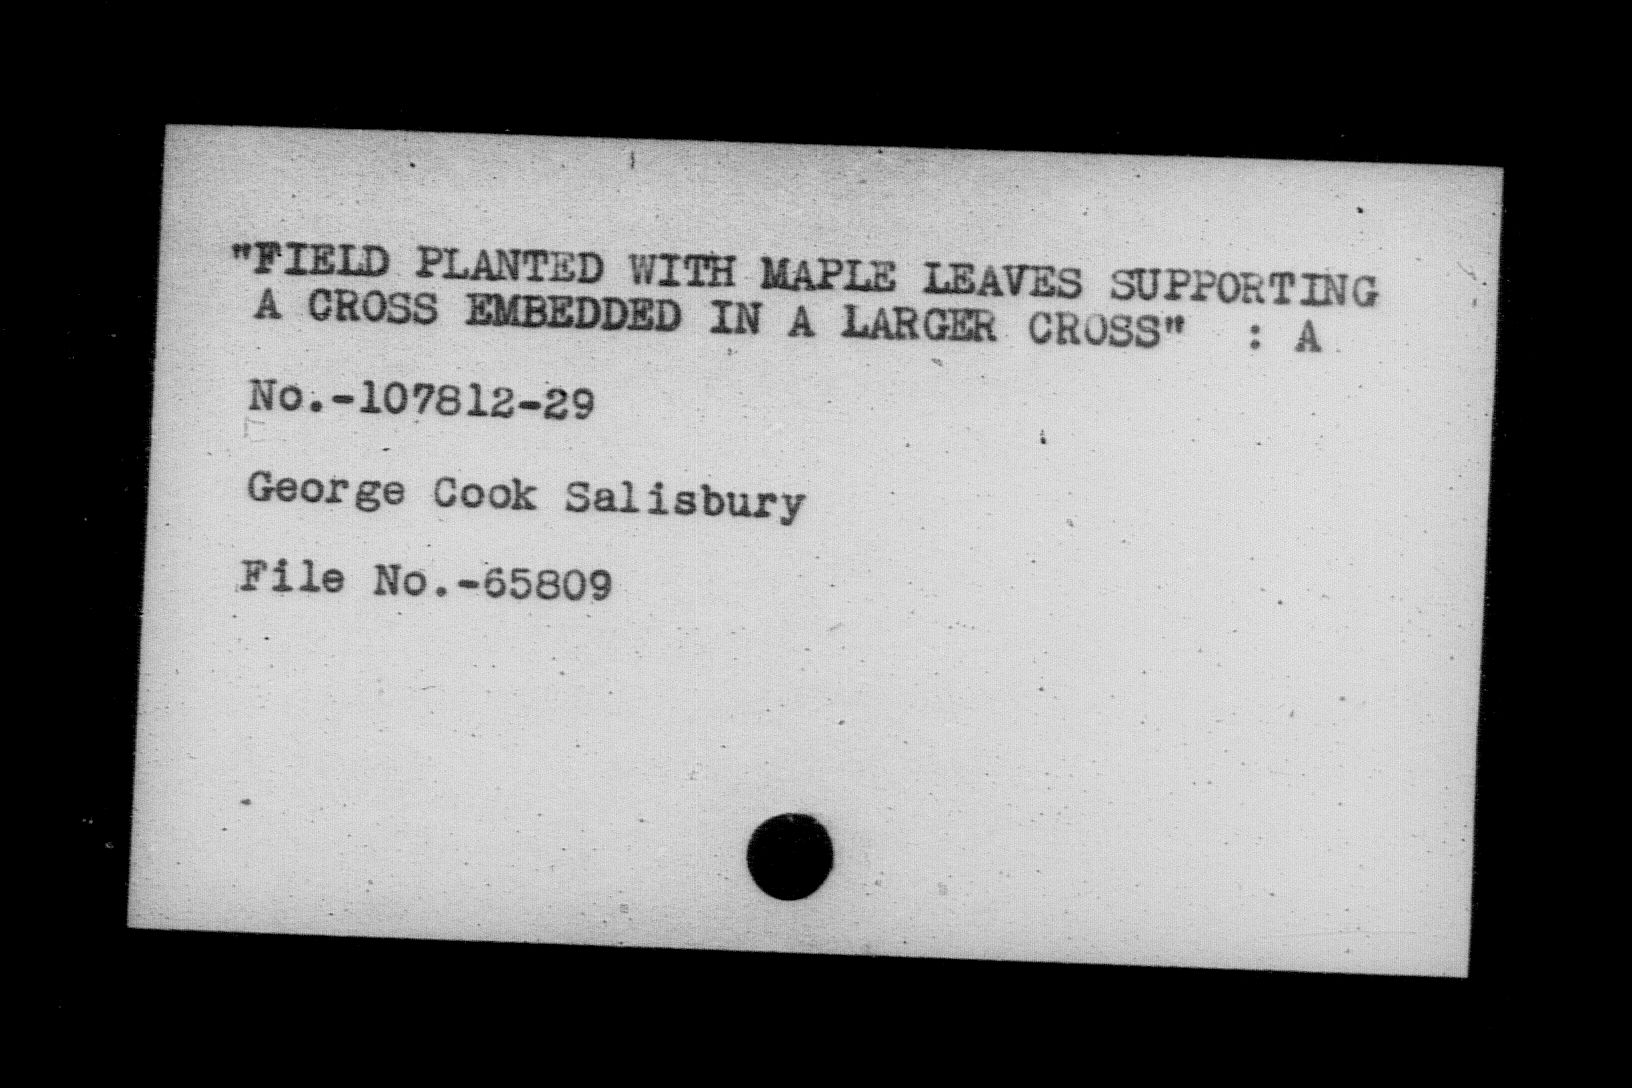 "FIELD PLANTED WITH MAPLE LEAVES SUPPORTING
A CROSS EMBEDDED IN A LARGER CROSS" : A
No.-107812-29
George Cook Salisbury
File No.-65809